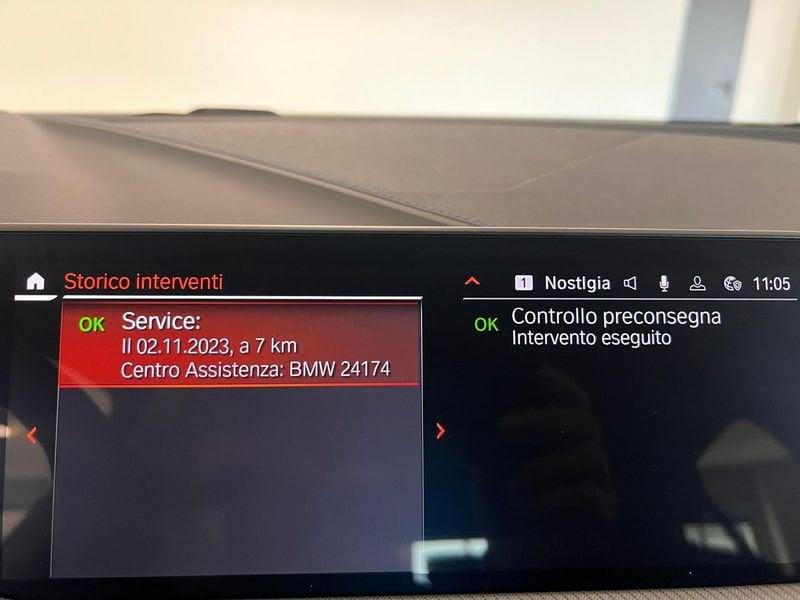 Storico interventi
1 Nostlgia 11:05
OK Service:
Il 02.11.2023, a 7 km
Centro Assistenza: BMW 24174
OK Controllo preconsegna
Intervento eseguito